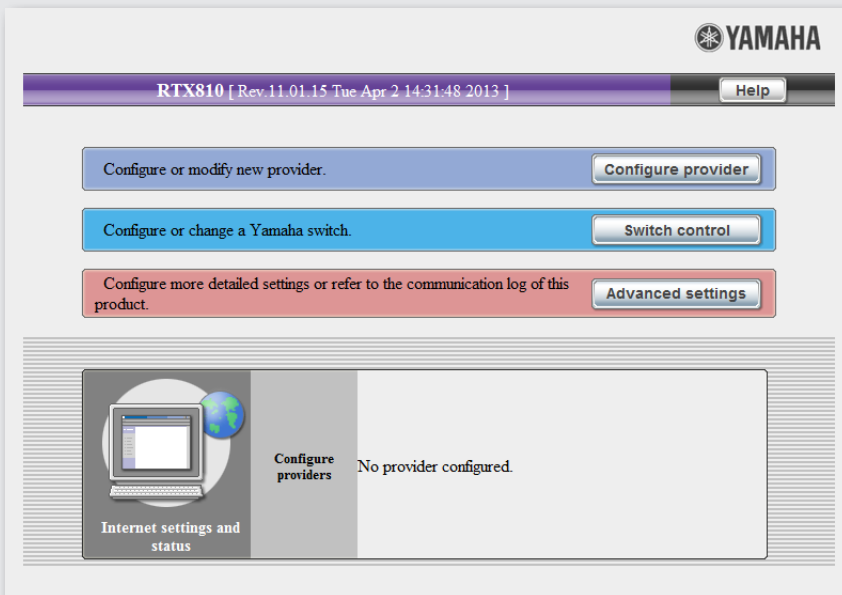 YAMAHA
RTX810 [ Rev.11.01.15 Tue Apr 2 14:31:48 2013 ]
Help
Configure or modify new provider.
Configure provider
Configure or change a Yamaha switch.
Switch control
Configure more detailed settings or refer to the communication log of this
product.
Advanced settings
Internet settings and
status
Configure
providers
No provider configured.